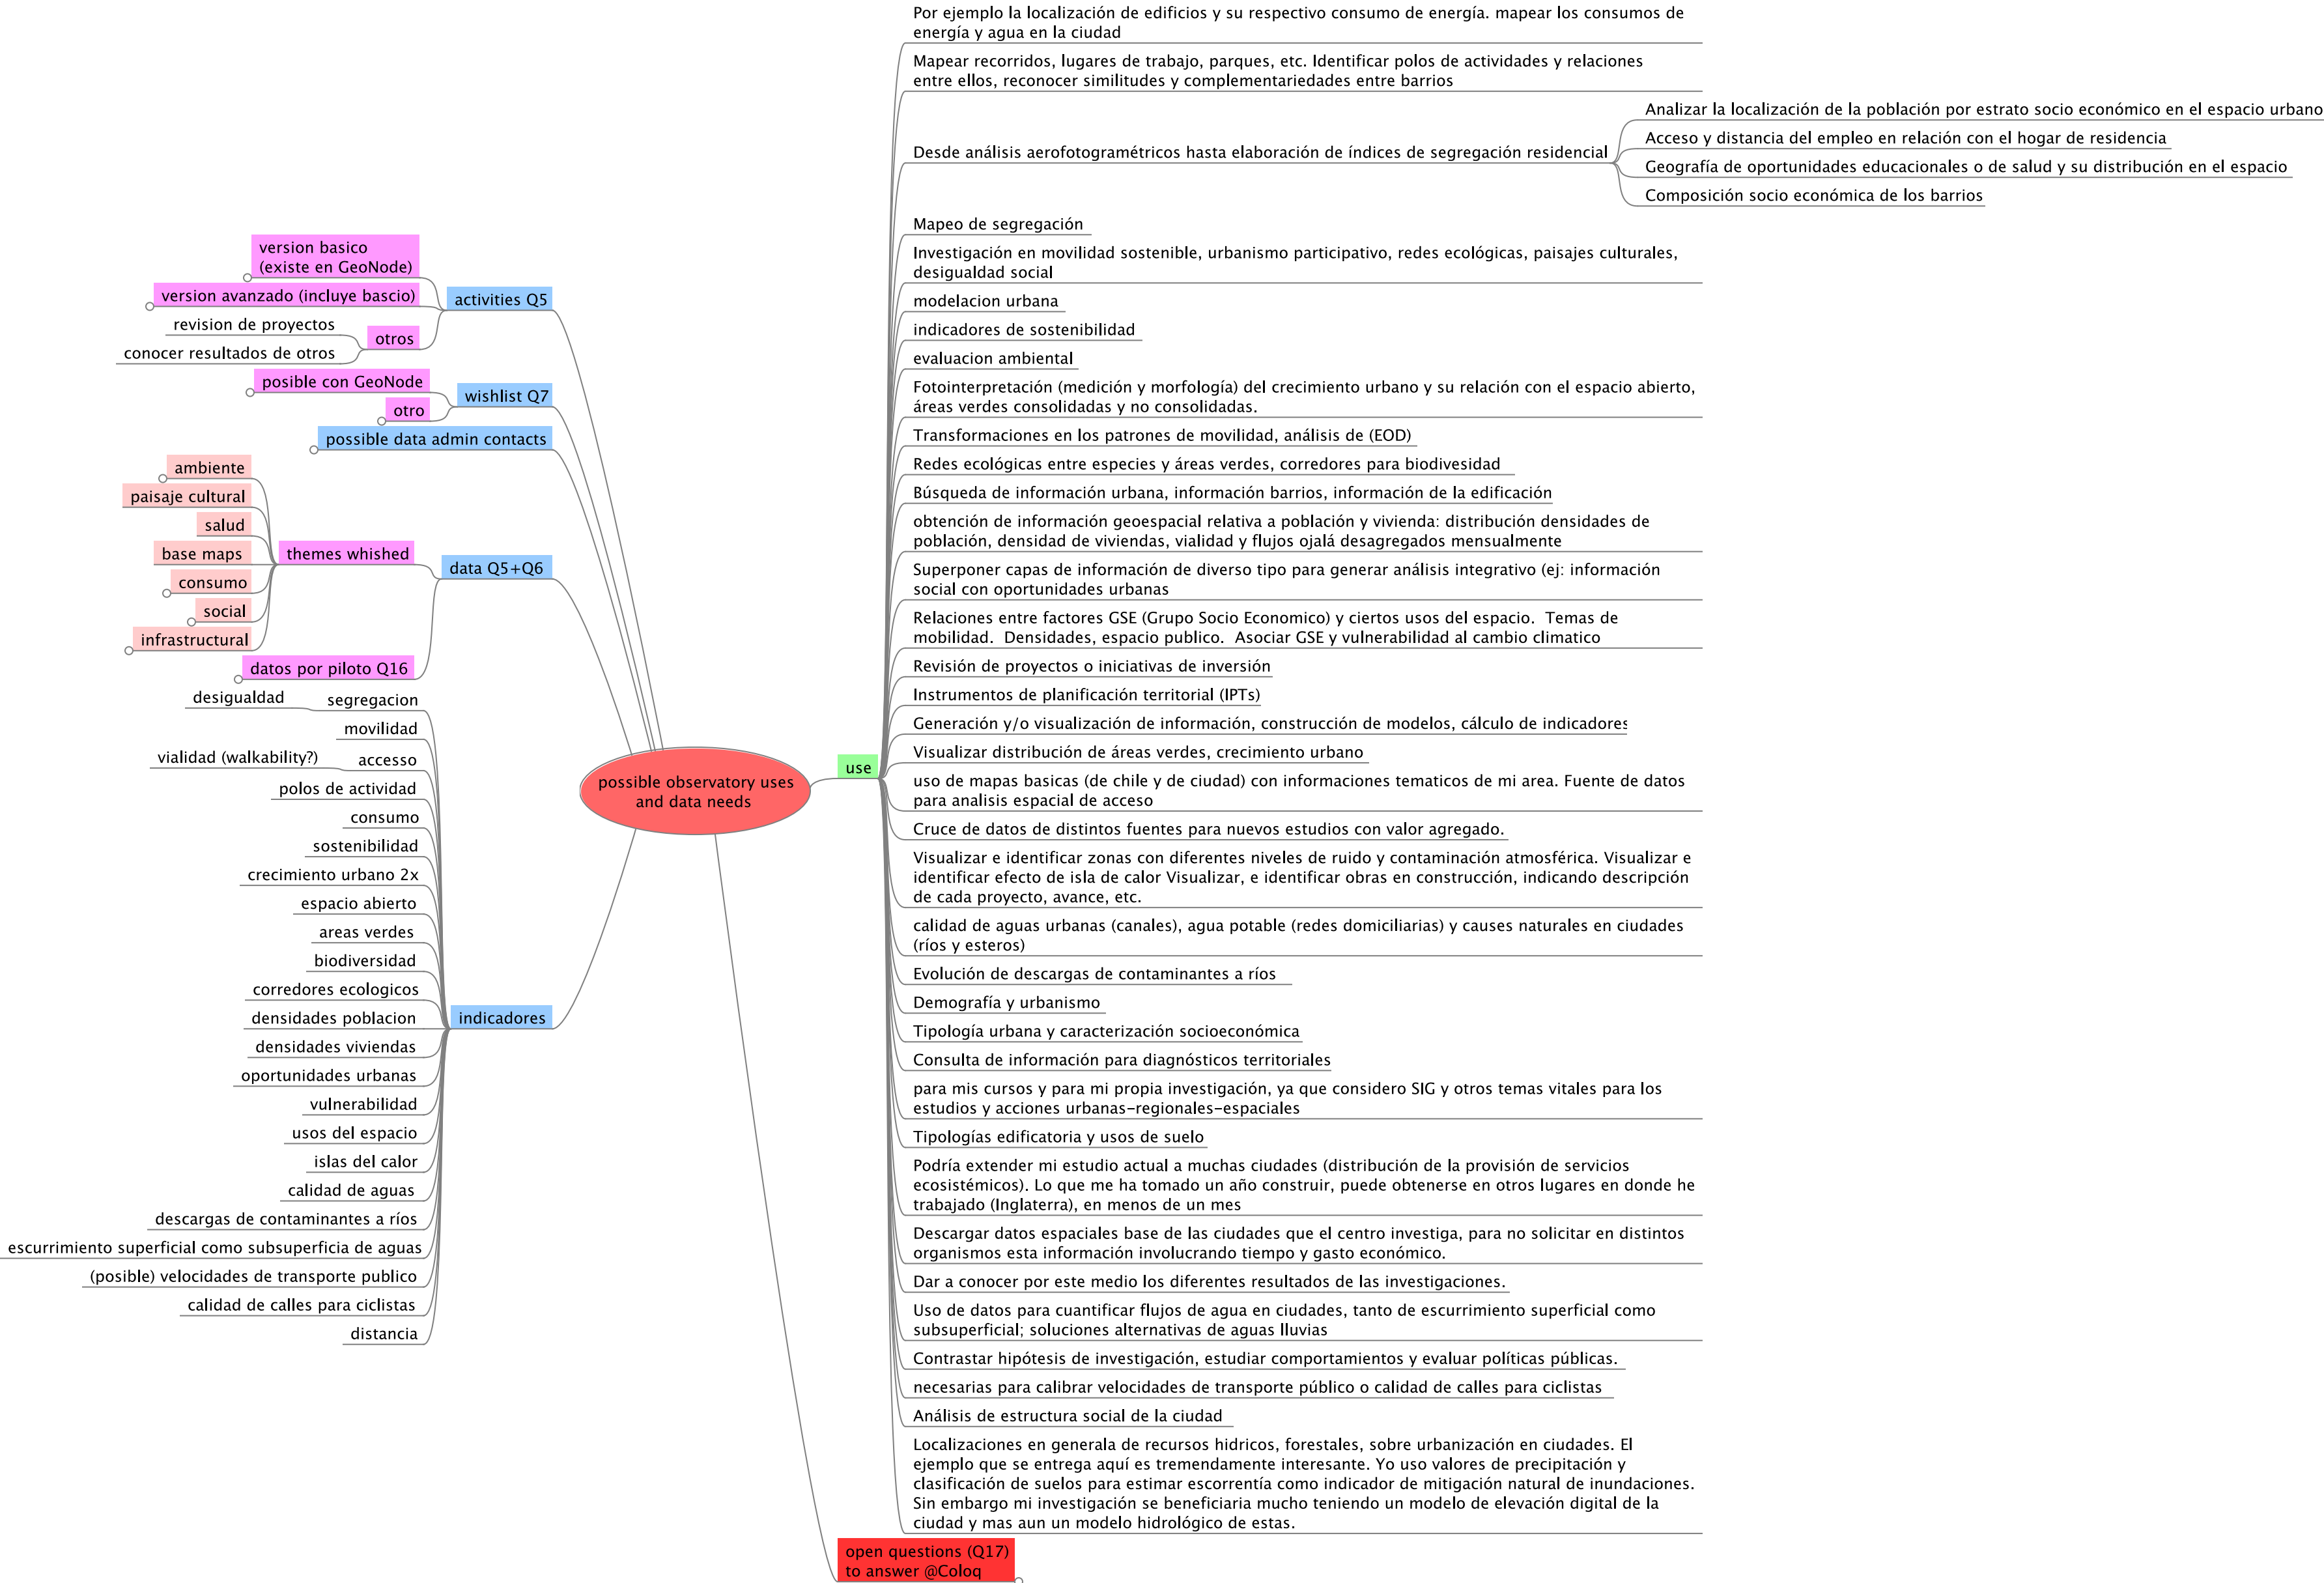 possible observatory uses
and data needs
activities Q5
version basico
(existe en GeoNode)
version avanzado (incluye bascio)
otros
revision de proyectos
conocer resultados de otros
wishlist Q7
posible con GeoNode
otro
possible data admin contacts
data Q5+Q6
themes whished
ambiente
paisaje cultural
salud
base maps
consumo
social
infrastructural
datos por piloto Q16
indicadores
segregacion
desigualdad
movilidad
accesso
vialidad (walkability?)
polos de actividad
consumo
sostenibilidad
crecimiento urbano 2x
espacio abierto
areas verdes
biodiversidad
corredores ecologicos
densidades poblacion
densidades viviendas
oportunidades urbanas
vulnerabilidad
usos del espacio
islas del calor
calidad de aguas
descargas de contaminantes a ríos
escurrimiento superficial como subsuperficia de aguas
(posible) velocidades de transporte publico
calidad de calles para ciclistas
distancia
use
Por ejemplo la localización de edificios y su respectivo consumo de energía. mapear los consumos de
energía y agua en la ciudad
Mapear recorridos, lugares de trabajo, parques, etc. Identificar polos de actividades y relaciones
entre ellos, reconocer similitudes y complementariedades entre barrios
Desde análisis aerofotogramétricos hasta elaboración de índices de segregación residencial
Analizar la localización de la población por estrato socio económico en el espacio urbano
Acceso y distancia del empleo en relación con el hogar de residencia
Geografía de oportunidades educacionales o de salud y su distribución en el espacio
Composición socio económica de los barrios
Mapeo de segregación
Investigación en movilidad sostenible, urbanismo participativo, redes ecológicas, paisajes culturales,
desigualdad social
modelacion urbana
indicadores de sostenibilidad
evaluacion ambiental
Fotointerpretación (medición y morfología) del crecimiento urbano y su relación con el espacio abierto,
áreas verdes consolidadas y no consolidadas.
Transformaciones en los patrones de movilidad, análisis de (EOD)
Redes ecológicas entre especies y áreas verdes, corredores para biodivesidad
Búsqueda de información urbana, información barrios, información de la edificación
obtención de información geoespacial relativa a población y vivienda: distribución densidades de
población, densidad de viviendas, vialidad y flujos ojalá desagregados mensualmente
Superponer capas de información de diverso tipo para generar análisis integrativo (ej: información
social con oportunidades urbanas
Relaciones entre factores GSE (Grupo Socio Economico) y ciertos usos del espacio.  Temas de
mobilidad.  Densidades, espacio publico.  Asociar GSE y vulnerabilidad al cambio climatico
Revisión de proyectos o iniciativas de inversión
Instrumentos de planificación territorial (IPTs)
Generación y/o visualización de información, construcción de modelos, cálculo de indicadores
Visualizar distribución de áreas verdes, crecimiento urbano
uso de mapas basicas (de chile y de ciudad) con informaciones tematicos de mi area. Fuente de datos
para analisis espacial de acceso
Cruce de datos de distintos fuentes para nuevos estudios con valor agregado.
Visualizar e identificar zonas con diferentes niveles de ruido y contaminación atmosférica. Visualizar e
identificar efecto de isla de calor Visualizar, e identificar obras en construcción, indicando descripción
de cada proyecto, avance, etc.
calidad de aguas urbanas (canales), agua potable (redes domiciliarias) y causes naturales en ciudades
(ríos y esteros)
Evolución de descargas de contaminantes a ríos
Demografía y urbanismo
Tipología urbana y caracterización socioeconómica
Consulta de información para diagnósticos territoriales
para mis cursos y para mi propia investigación, ya que considero SIG y otros temas vitales para los
estudios y acciones urbanas-regionales-espaciales
Tipologías edificatoria y usos de suelo
Podría extender mi estudio actual a muchas ciudades (distribución de la provisión de servicios
ecosistémicos). Lo que me ha tomado un año construir, puede obtenerse en otros lugares en donde he
trabajado (Inglaterra), en menos de un mes
Descargar datos espaciales base de las ciudades que el centro investiga, para no solicitar en distintos
organismos esta información involucrando tiempo y gasto económico.
Dar a conocer por este medio los diferentes resultados de las investigaciones.
Uso de datos para cuantificar flujos de agua en ciudades, tanto de escurrimiento superficial como
subsuperficial; soluciones alternativas de aguas lluvias
Contrastar hipótesis de investigación, estudiar comportamientos y evaluar políticas públicas.
necesarias para calibrar velocidades de transporte público o calidad de calles para ciclistas
Análisis de estructura social de la ciudad
Localizaciones en generala de recursos hidricos, forestales, sobre urbanización en ciudades. El
ejemplo que se entrega aquí es tremendamente interesante. Yo uso valores de precipitación y
clasificación de suelos para estimar escorrentía como indicador de mitigación natural de inundaciones.
Sin embargo mi investigación se beneficiaria mucho teniendo un modelo de elevación digital de la
ciudad y mas aun un modelo hidrológico de estas.
open questions (Q17)
to answer @Coloq